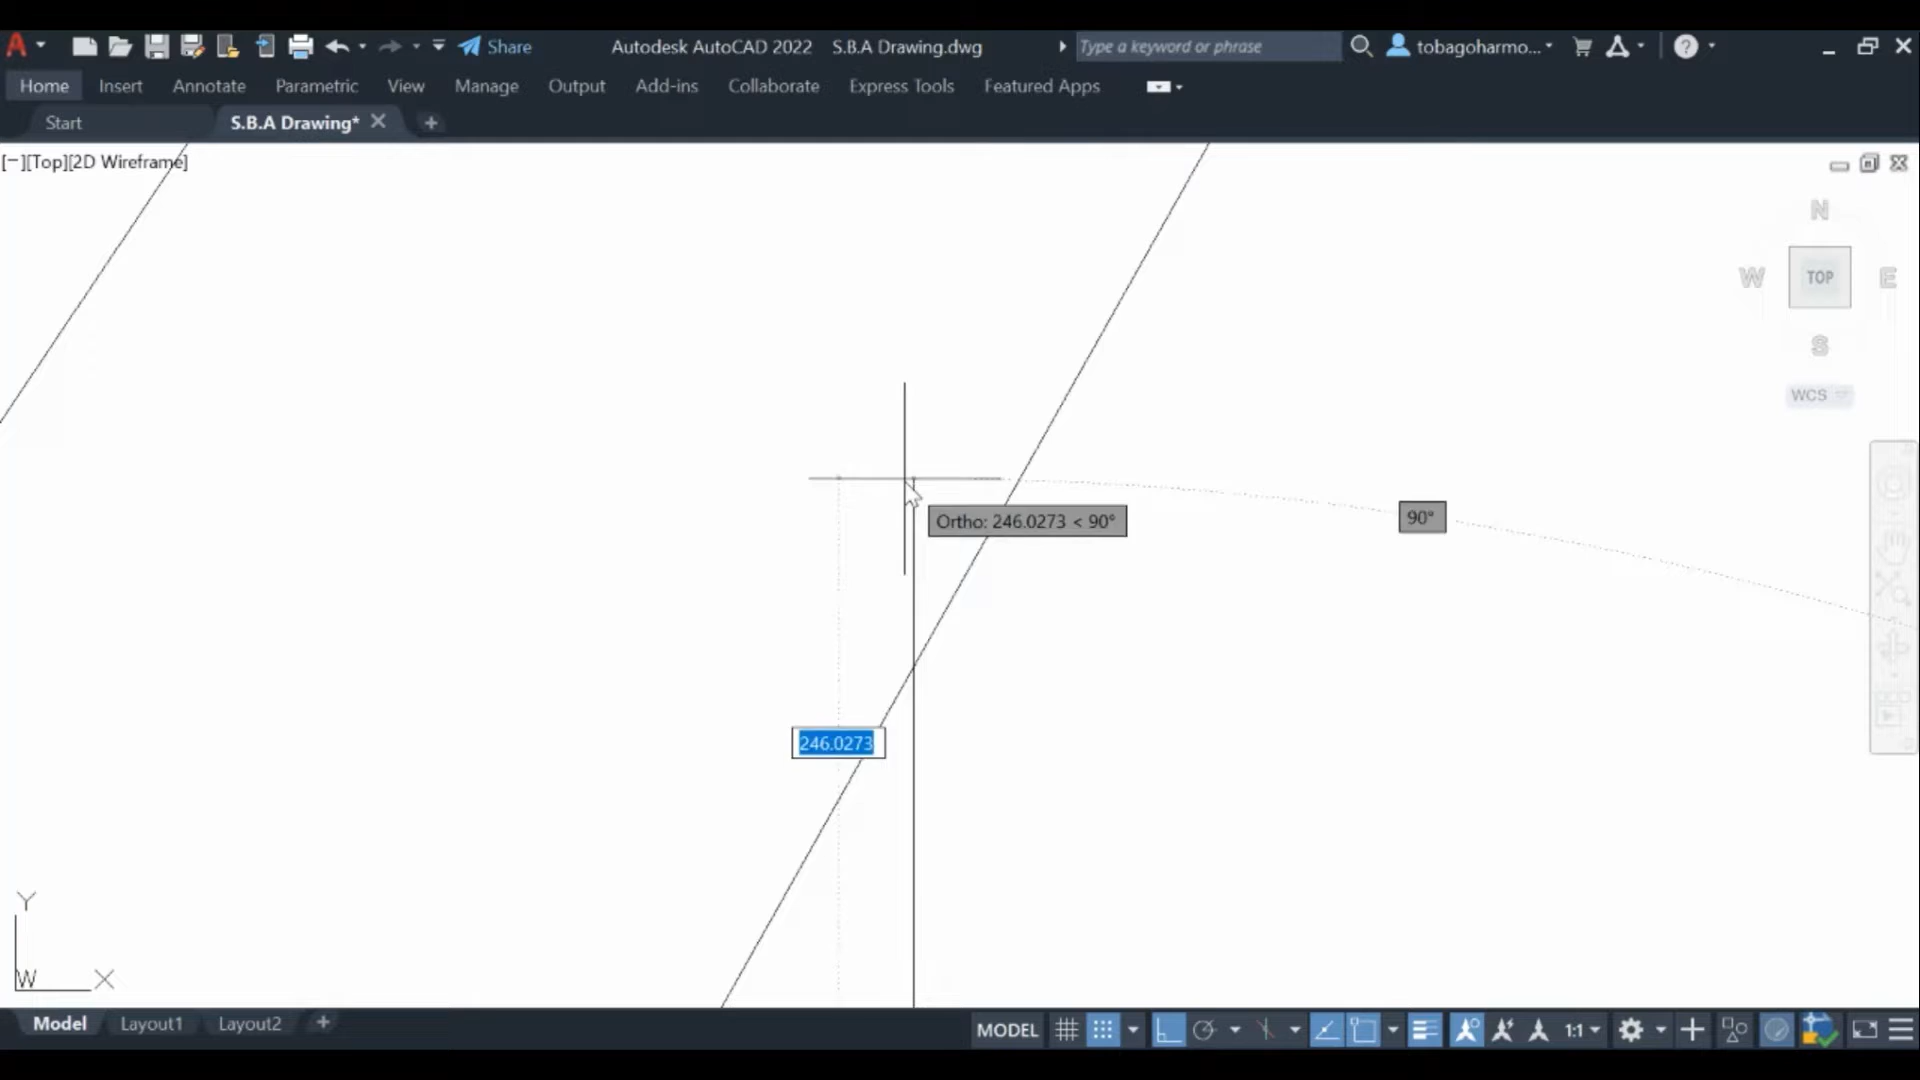 A Share Autodesk AutoCAD 2022 S.B.A Drawing.dwg Type a keyword or phrase tobagoharmo... ?
Home Insert Annotate Parametric View Manage Output Add-ins Collaborate Express Tools Featured Apps
Start S.B.A Drawing* +
[−][Top][2D Wireframe]
N
W TOP E
S
WCS
Ortho: 246.0273 < 90°
90°
246.0273
Y
W X
Model Layout1 Layout2 + MODEL 1:1